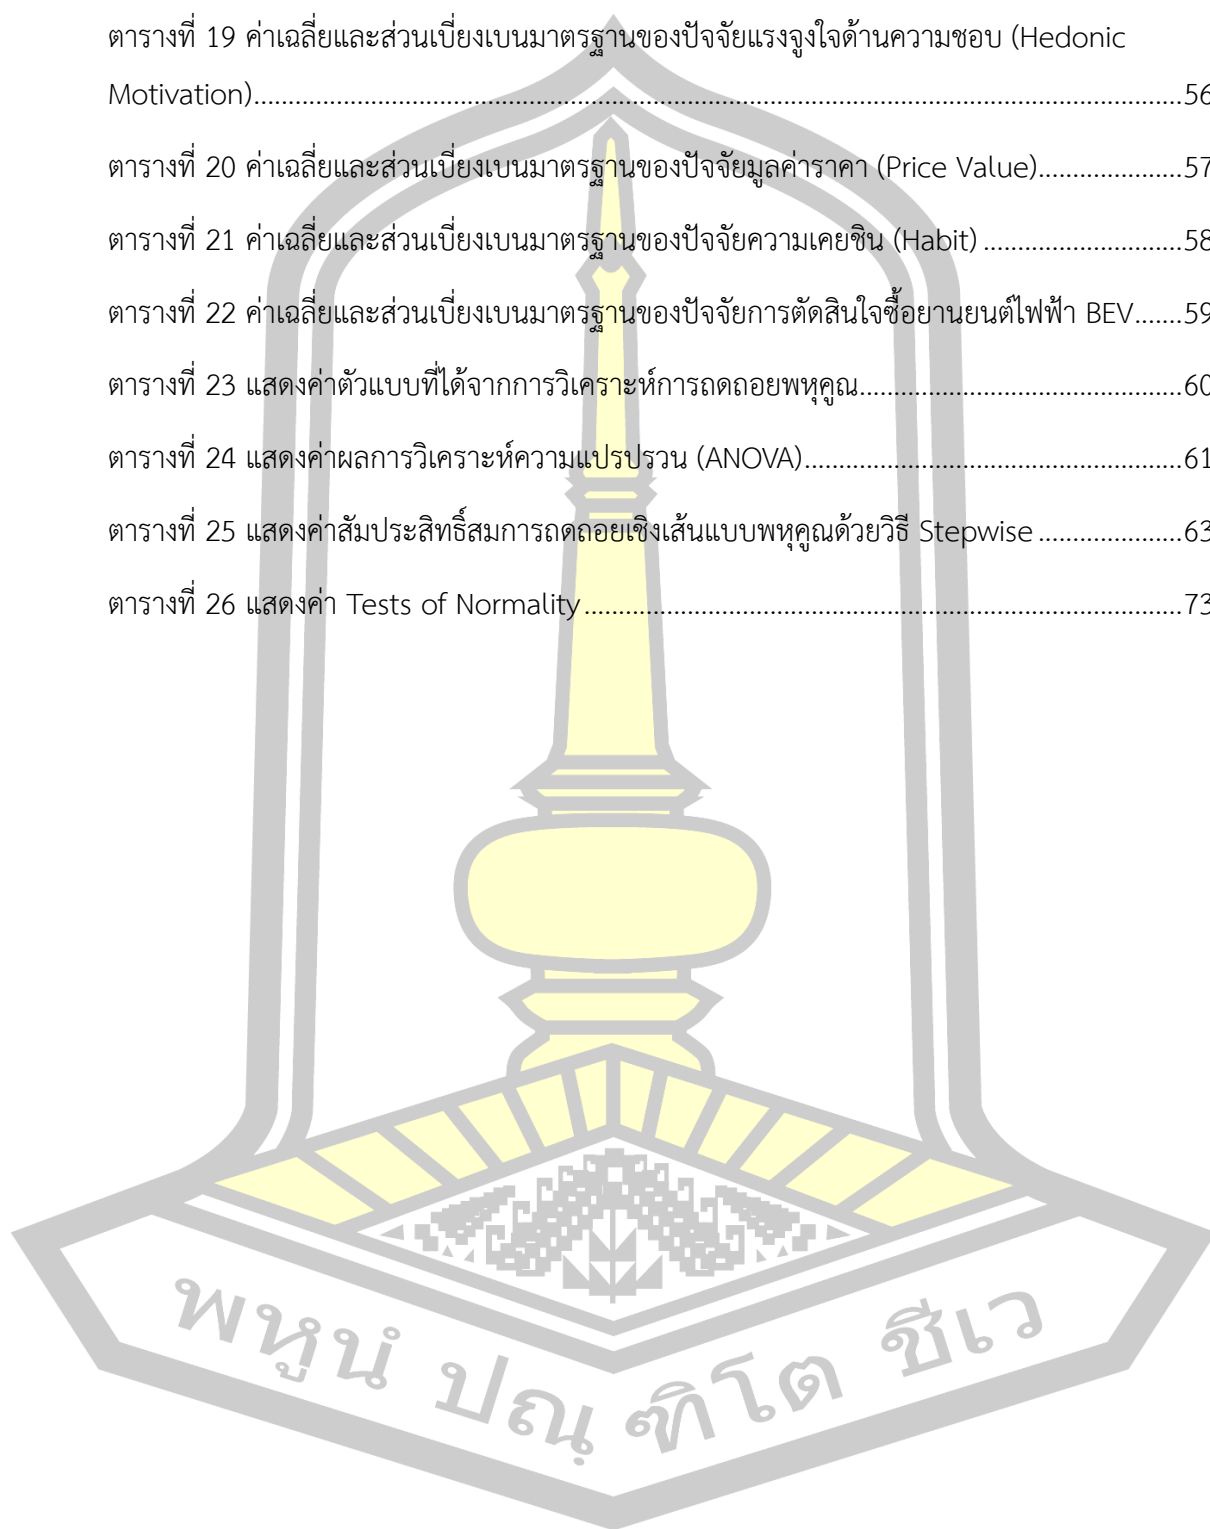 ตารางที่ 19 ค่าเฉลี่ยและส่วนเบี่ยงเบนมาตรฐานของปัจจัยแรงจูงใจด้านความชอบ (Hedonic
Motivation)....................................................................................................56
ตารางที่ 20 ค่าเฉลี่ยและส่วนเบี่ยงเบนมาตรฐานของปัจจัยมูลค่าราคา (Price Value).....................57
ตารางที่ 21 ค่าเฉลี่ยและส่วนเบี่ยงเบนมาตรฐานของปัจจัยความเคยชิน (Habit) ........................58
ตารางที่ 22 ค่าเฉลี่ยและส่วนเบี่ยงเบนมาตรฐานของปัจจัยการตัดสินใจซื้อยานยนต์ไฟฟ้า BEV.......59
ตารางที่ 23 แสดงค่าตัวแบบที่ได้จากการวิเคราะห์การถดถอยพหุคูณ.......................................60
ตารางที่ 24 แสดงค่าผลการวิเคราะห์ความแปรปรวน (ANOVA).............................................61
ตารางที่ 25 แสดงค่าสัมประสิทธิ์สมการถดถอยเชิงเส้นแบบพหุคูณด้วยวิธี Stepwise .................63
ตารางที่ 26 แสดงค่า Tests of Normality.......................................................................73
พหูนํ ปณฺฑิโต ชีเว